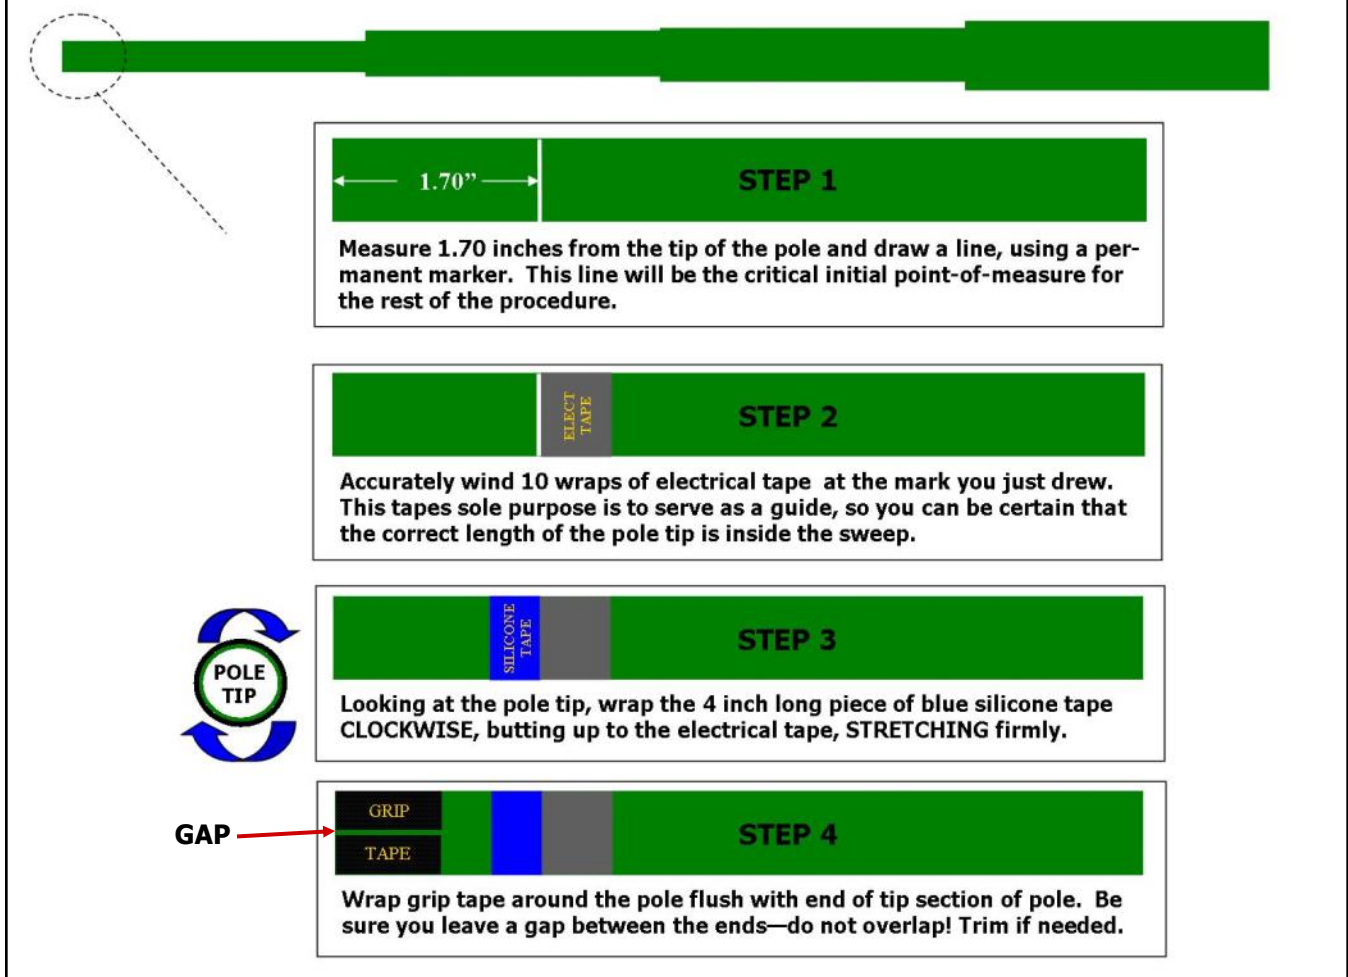 1.70”
STEP 1
Measure 1.70 inches from the tip of the pole and draw a line, using a per-
manent marker. This line will be the critical initial point-of-measure for
the rest of the procedure.
ELECT
TAPE
STEP 2
Accurately wind 10 wraps of electrical tape at the mark you just drew.
This tapes sole purpose is to serve as a guide, so you can be certain that
the correct length of the pole tip is inside the sweep.
POLE
TIP
SILICONE
TAPE
STEP 3
Looking at the pole tip, wrap the 4 inch long piece of blue silicone tape
CLOCKWISE, butting up to the electrical tape, STRETCHING firmly.
GAP
GRIP
TAPE
STEP 4
Wrap grip tape around the pole flush with end of tip section of pole. Be
sure you leave a gap between the ends—do not overlap! Trim if needed.